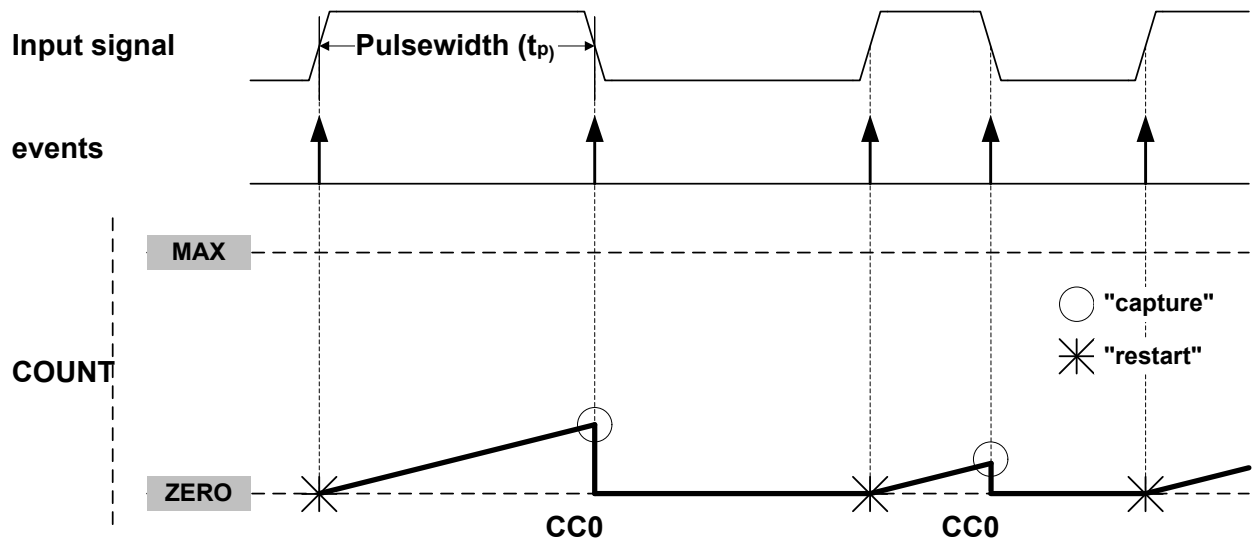 Input signal
Pulsewidth (tp)
events
MAX
"capture"
"restart"
COUNT
ZERO
CC0 CC0